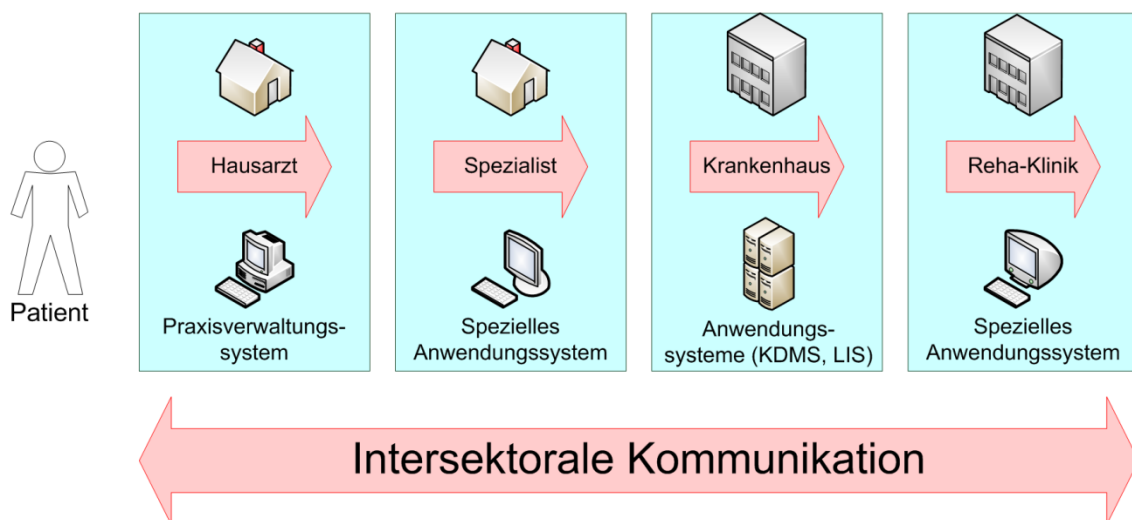 Patient
Hausarzt
Praxisverwaltungs-
system
Spezialist
Spezielles
Anwendungssystem
Krankenhaus
Anwendungs-
systeme (KDMS, LIS)
Reha-Klinik
Spezielles
Anwendungssystem
Intersektorale Kommunikation